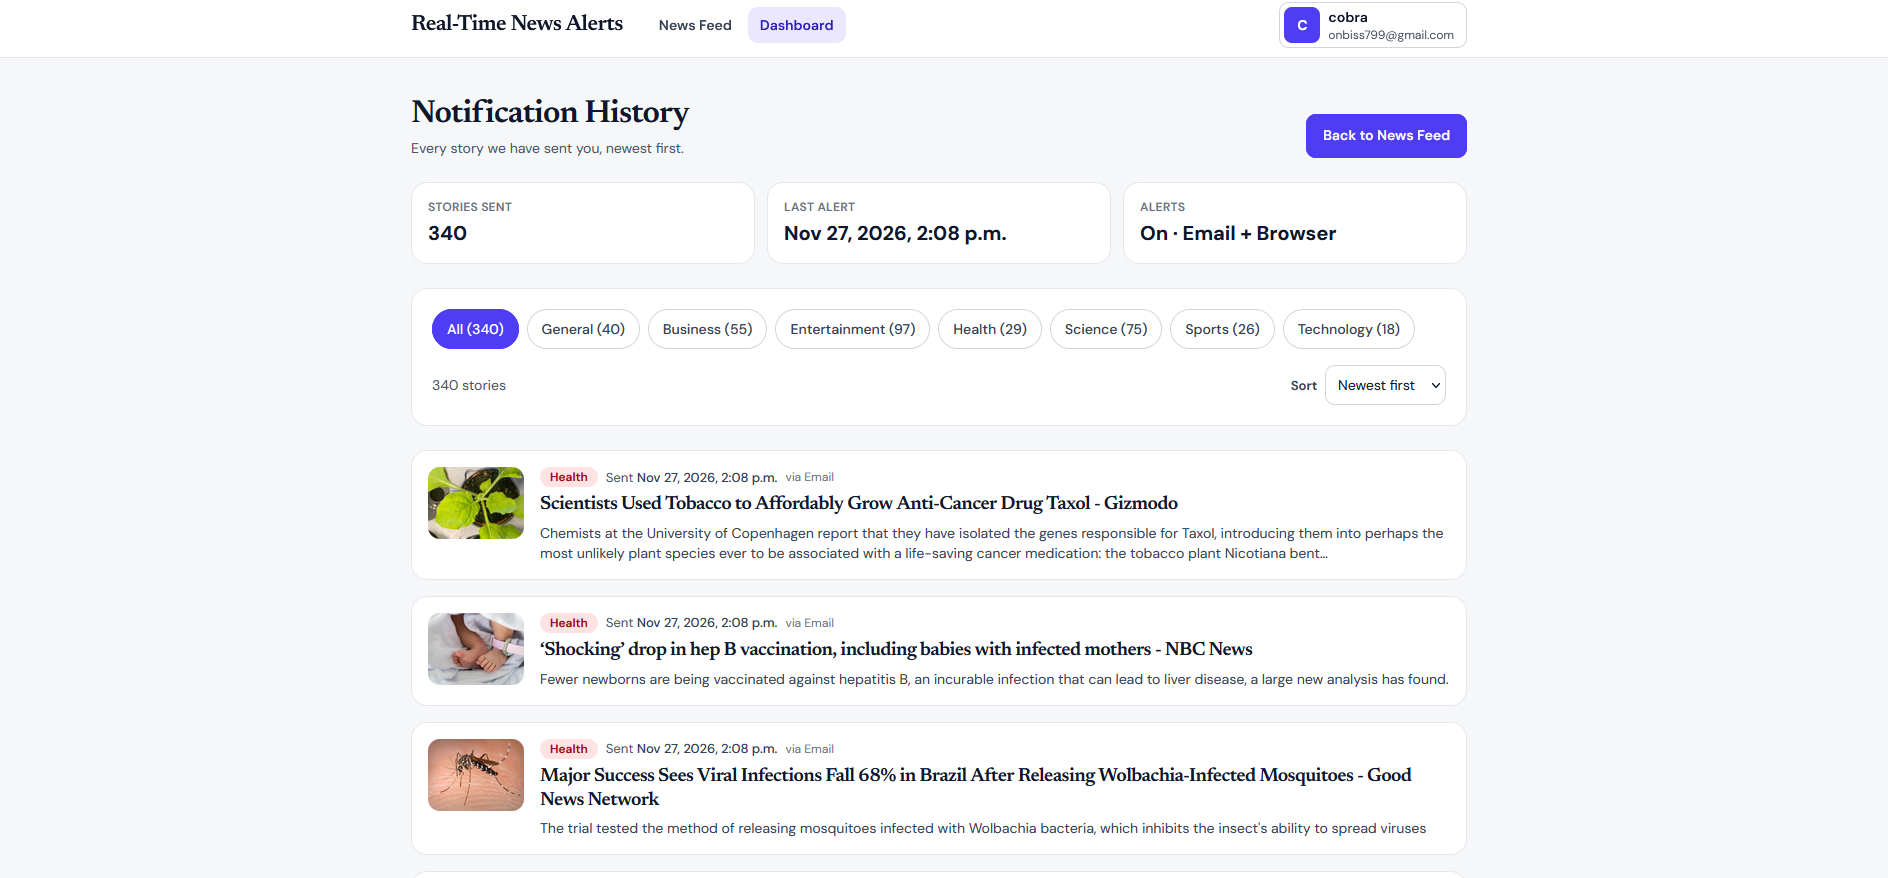 Real-Time News Alerts
News Feed
Dashboard
C
cobra
onbiss799@gmail.com
Notification History
Every story we have sent you, newest first.
Back to News Feed
STORIES SENT
340
LAST ALERT
Nov 27, 2026, 2:08 p.m.
ALERTS
On · Email + Browser
All (340)
General (40)
Business (55)
Entertainment (97)
Health (29)
Science (75)
Sports (26)
Technology (18)
340 stories
Sort
Newest first
Health Sent Nov 27, 2026, 2:08 p.m. via Email
Scientists Used Tobacco to Affordably Grow Anti-Cancer Drug Taxol - Gizmodo
Chemists at the University of Copenhagen report that they have isolated the genes responsible for Taxol, introducing them into perhaps the
most unlikely plant species ever to be associated with a life-saving cancer medication: the tobacco plant Nicotiana bent…
Health Sent Nov 27, 2026, 2:08 p.m. via Email
‘Shocking’ drop in hep B vaccination, including babies with infected mothers - NBC News
Fewer newborns are being vaccinated against hepatitis B, an incurable infection that can lead to liver disease, a large new analysis has found.
Health Sent Nov 27, 2026, 2:08 p.m. via Email
Major Success Sees Viral Infections Fall 68% in Brazil After Releasing Wolbachia-Infected Mosquitoes - Good
News Network
The trial tested the method of releasing mosquitoes infected with Wolbachia bacteria, which inhibits the insect's ability to spread viruses